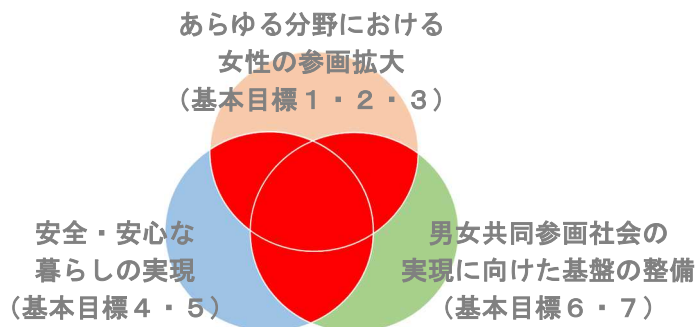 あらゆる分野における
女性の参画拡大
（基本目標１・２・３）
安全・安心な
暮らしの実現
（基本目標４・５）
男女共同参画社会の
実現に向けた基盤の整備
（基本目標６・７）